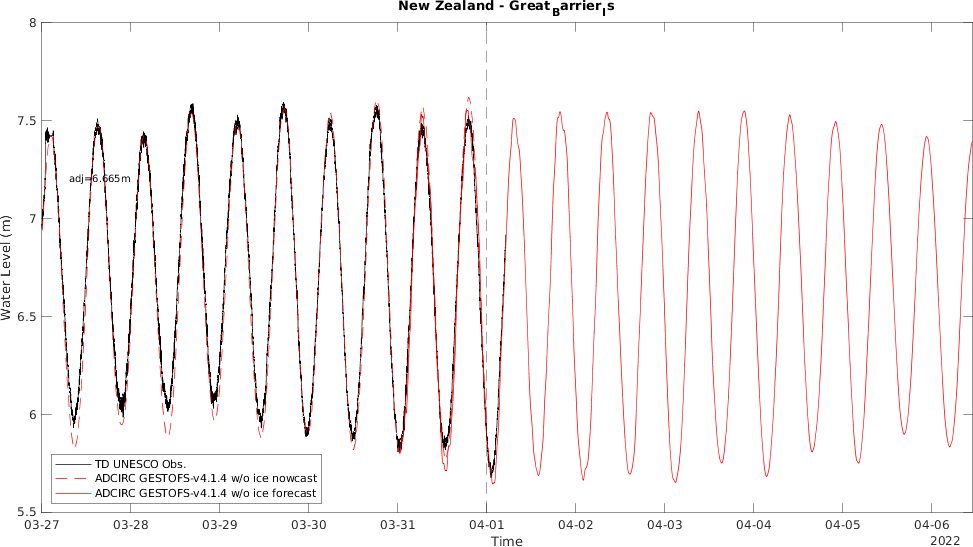 New Zealand - GreatBarrierIs
8
7.5
7
6.5
6
5.5
Water Level (m)
adj=6.665m
TD UNESCO Obs.
ADCIRC GESTOFS-v4.1.4 w/o ice nowcast
ADCIRC GESTOFS-v4.1.4 w/o ice forecast
03-27 03-28 03-29 03-30 03-31 04-01 04-02 04-03 04-04 04-05 04-06
Time
2022